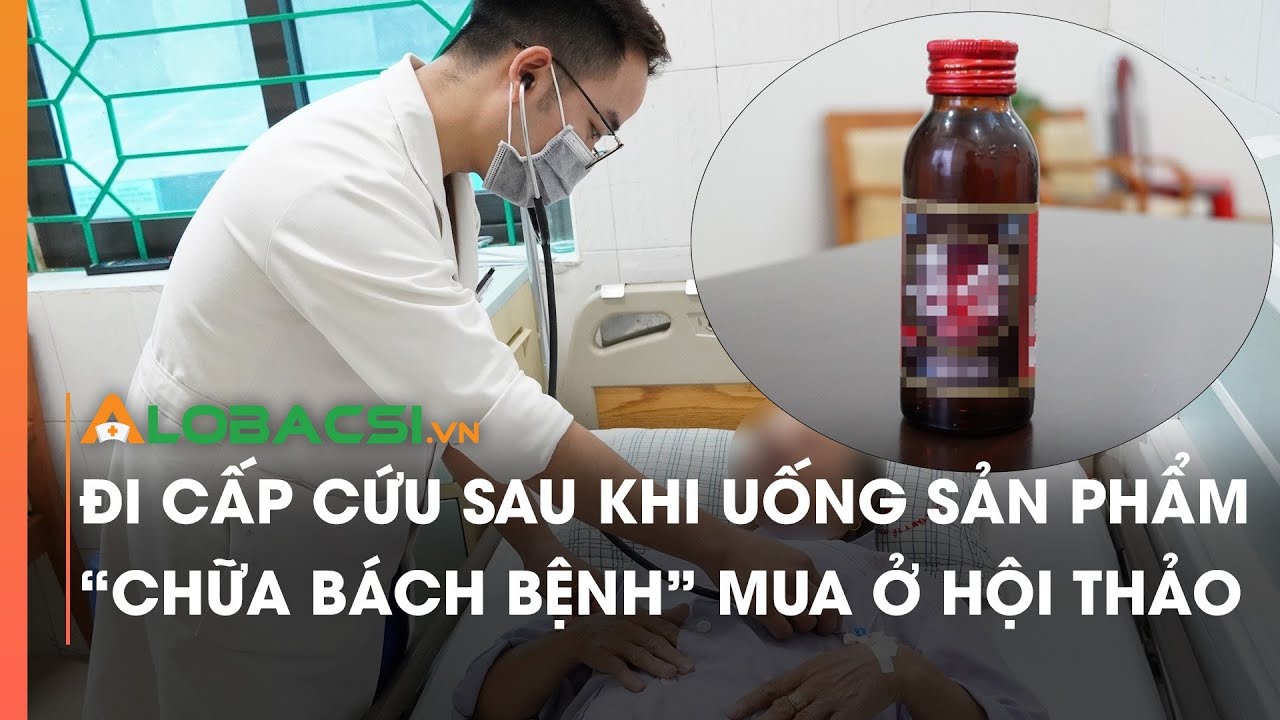 ALOBACSI.VN
ĐI CẤP CỨU SAU KHI UỐNG SẢN PHẨM
“CHỮA BÁCH BỆNH” MUA Ở HỘI THẢO